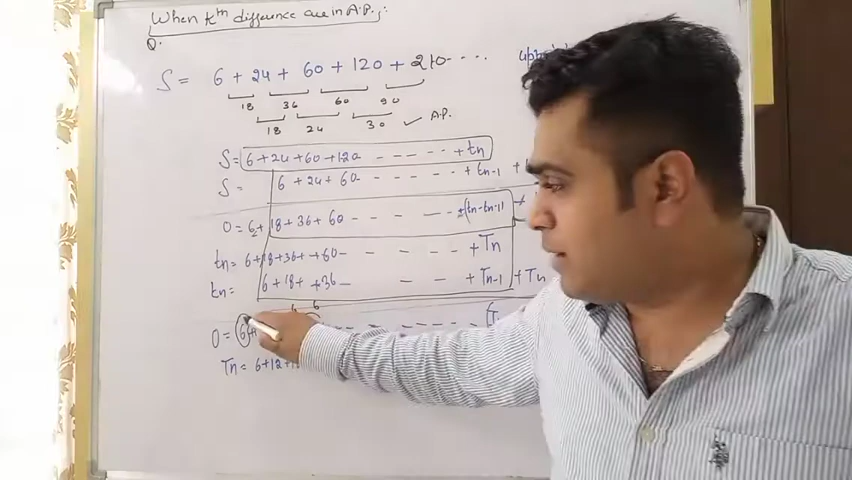 When Kth difference are in A.P.;
Q.
S = 6 + 24 + 60 + 120 + 210 - - - -
18 36 60 90
18 24 30 A.P.
S = 6+24+60+120 - - - - - - + tn
S = 6 + 24 + 60 - - - - - - + tn-1 +
0 = 6 + 18 + 36 + 60 - - - - - + (tn-tn-1)
tn = 6+18+36+ +60 - - - - + Tn
tn = 6 + 18 + +36 - - - + Tn-1 + Tn
6
0 = 6 - - - - - -
Tn = 6+12+